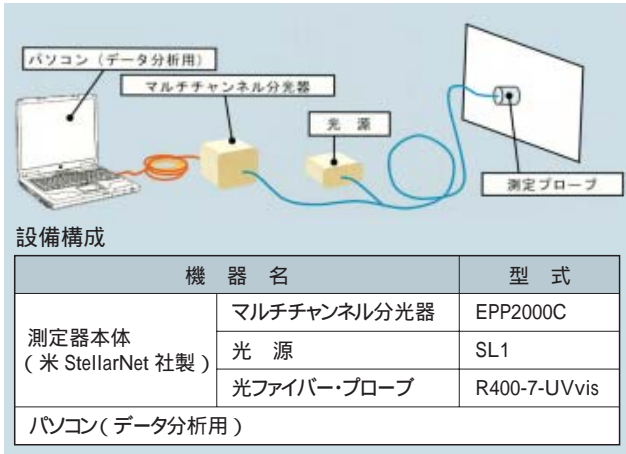 パソコン（データ分析用）
マルチチャンネル分光器
光　源
測定プローブ
設備構成
機　器　名　型　式
測定器本体
（米 StellarNet 社製）
マルチチャンネル分光器　EPP2000C
光　源　SL1
光ファイバー・プローブ　R400-7-UVvis
パソコン（データ分析用）